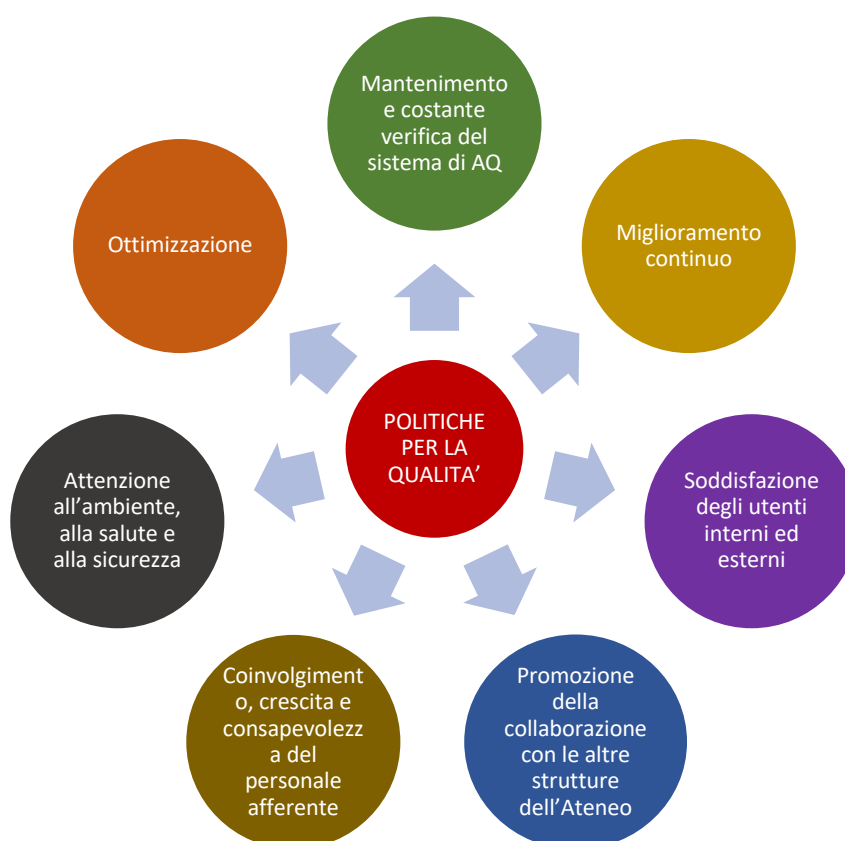 Mantenimento
e costante
verifica del
sistema di AQ
Ottimizzazione
Miglioramento
continuo
POLITICHE
PER LA
QUALITA’
Attenzione
all’ambiente,
alla salute e
alla sicurezza
Soddisfazione
degli utenti
interni ed
esterni
Coinvolgiment
o, crescita e
consapevolezz
a del
personale
afferente
Promozione
della
collaborazione
con le altre
strutture
dell’Ateneo